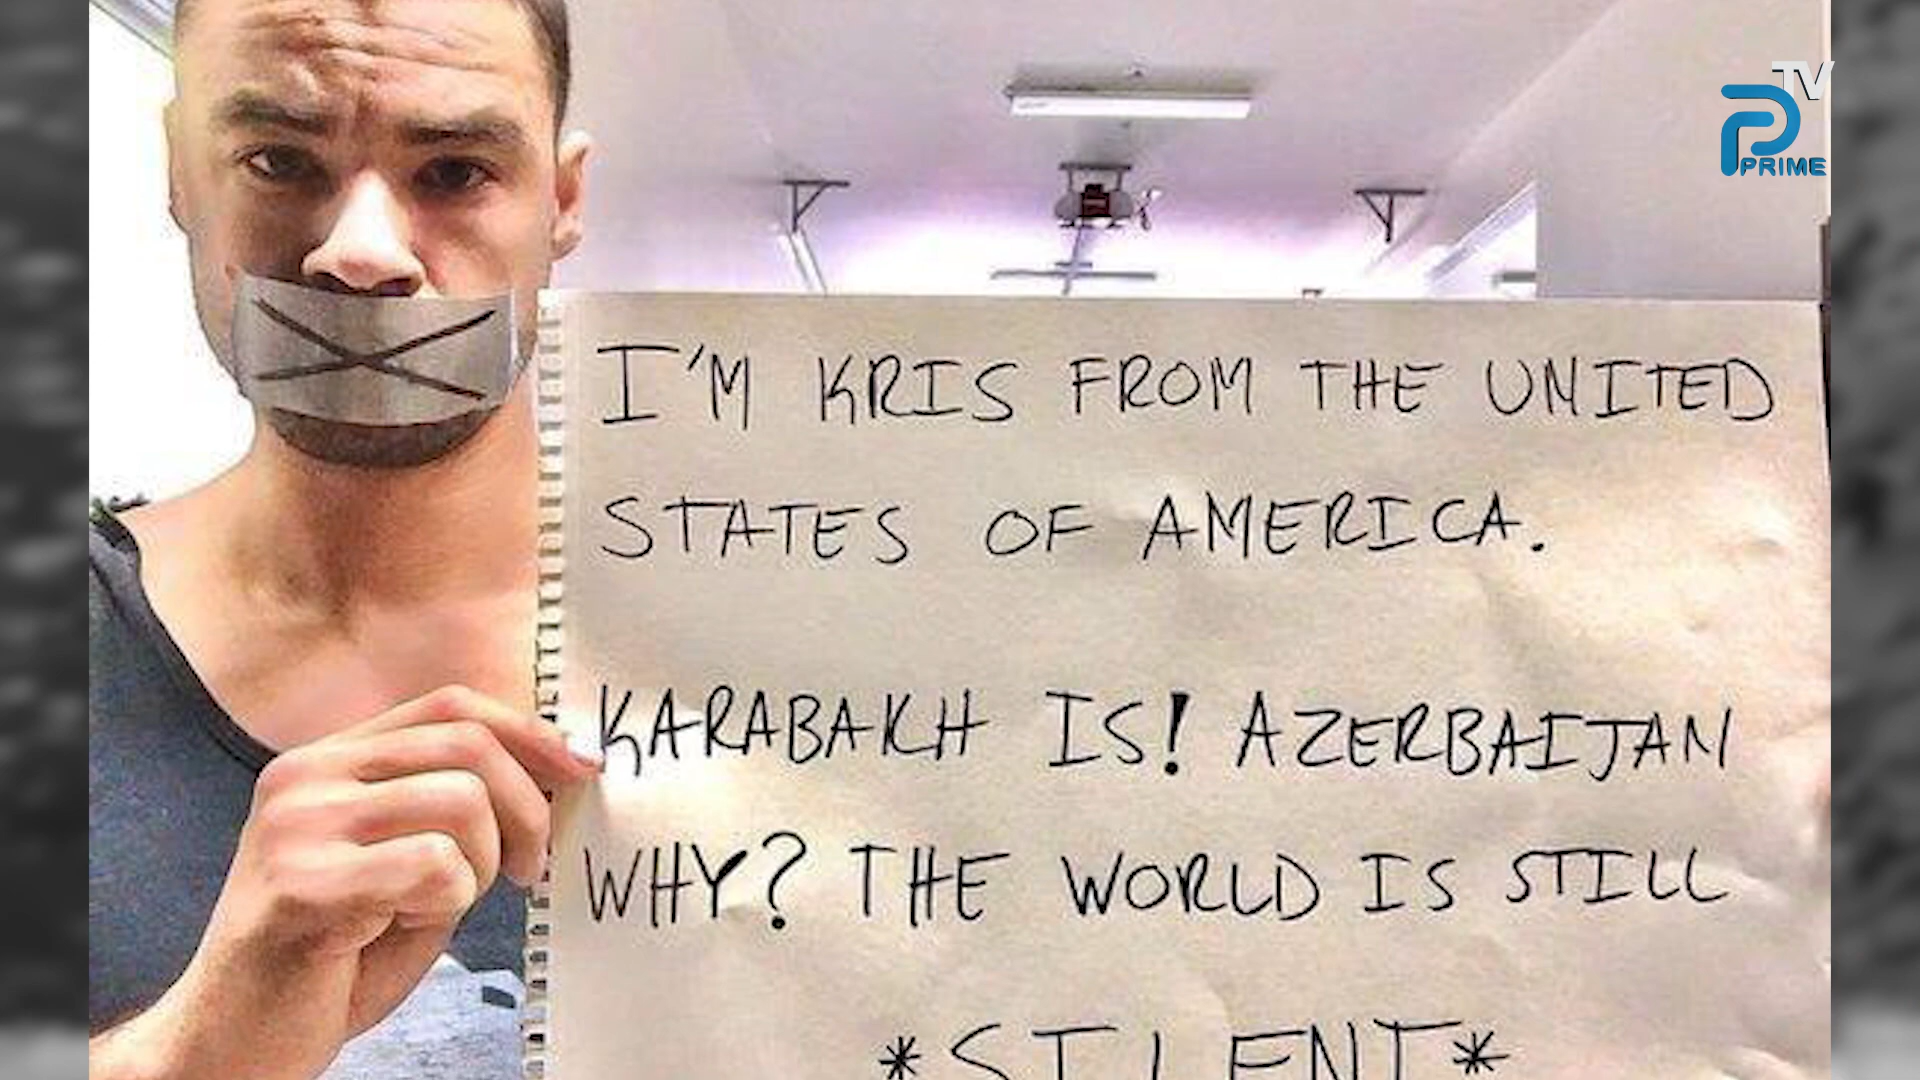 TV
PRIME
I'M KRIS FROM THE UNITED
STATES OF AMERICA.
KARABAKH IS! AZERBAIJAN
WHY? THE WORLD IS STILL
*SILENT*